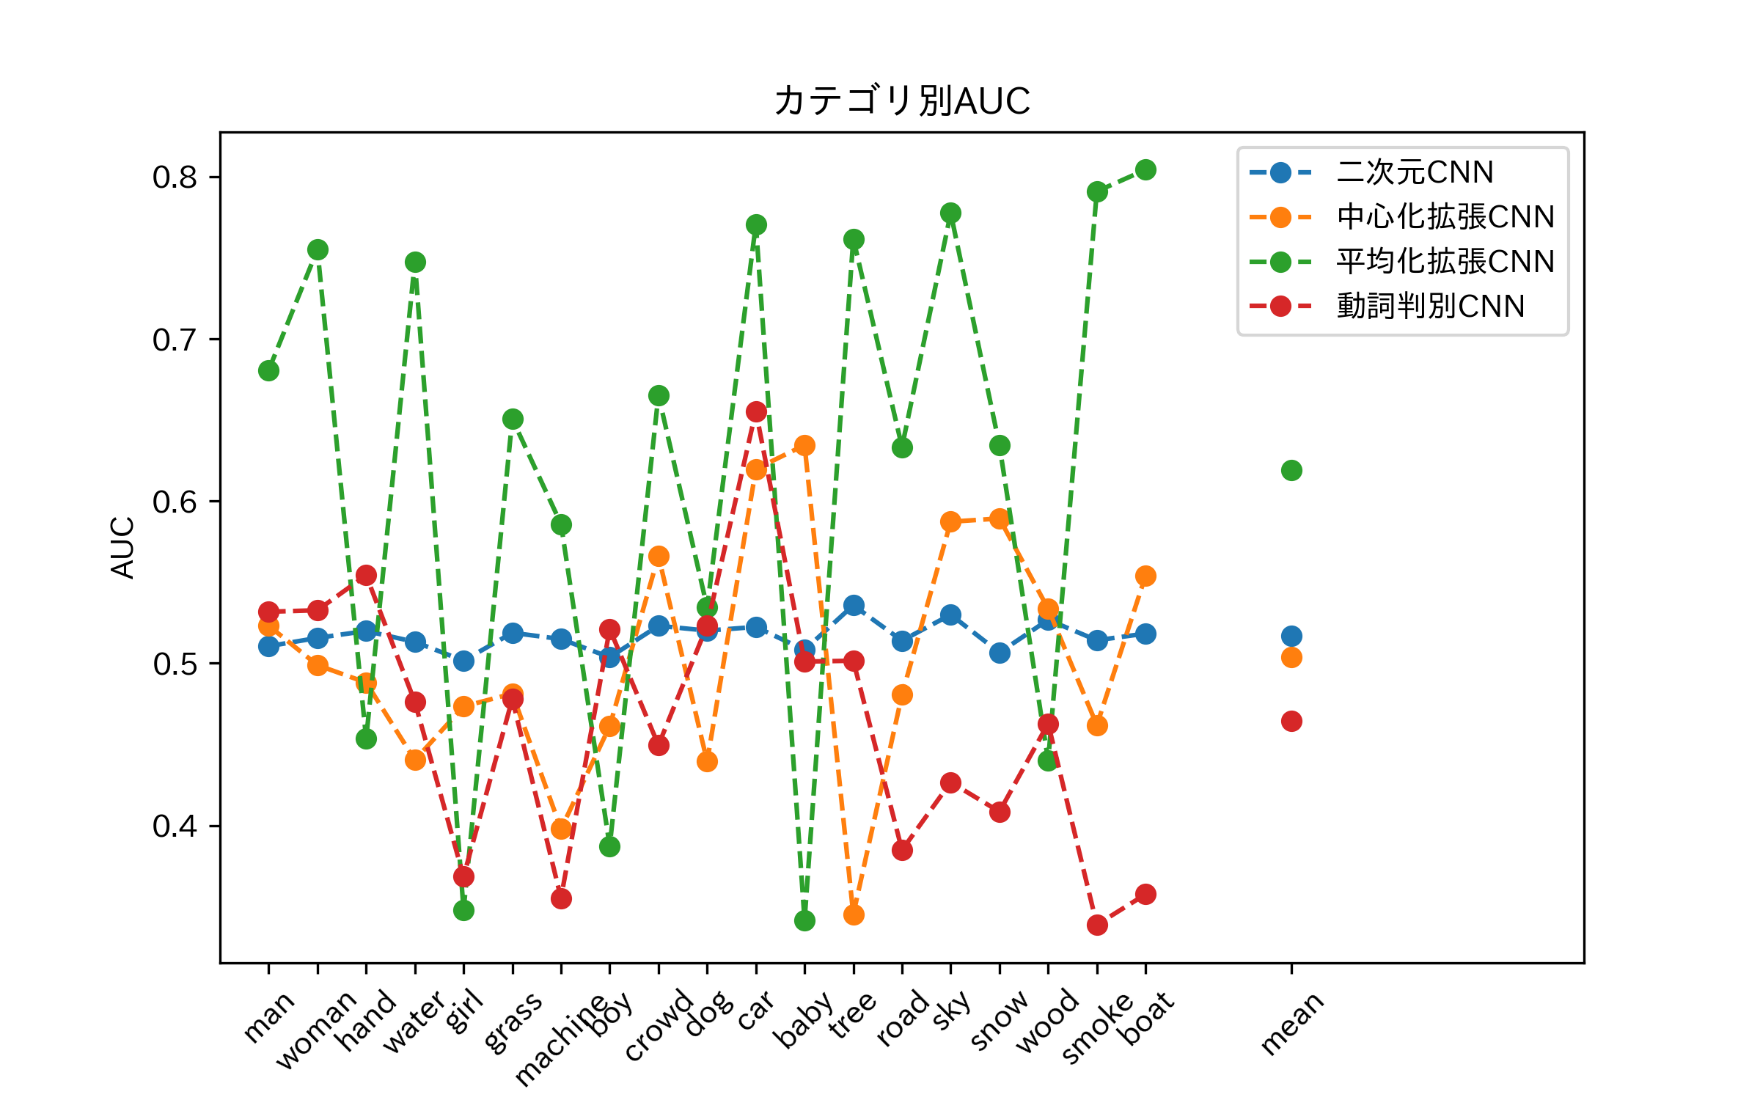 カテゴリ別AUC
二次元CNN
中心化拡張CNN
平均化拡張CNN
動詞判別CNN
AUC
0.8
0.7
0.6
0.5
0.4
man
woman
hand
water
girl
grass
machine
boy
crowd
dog
car
baby
tree
road
sky
snow
wood
smoke
boat
mean